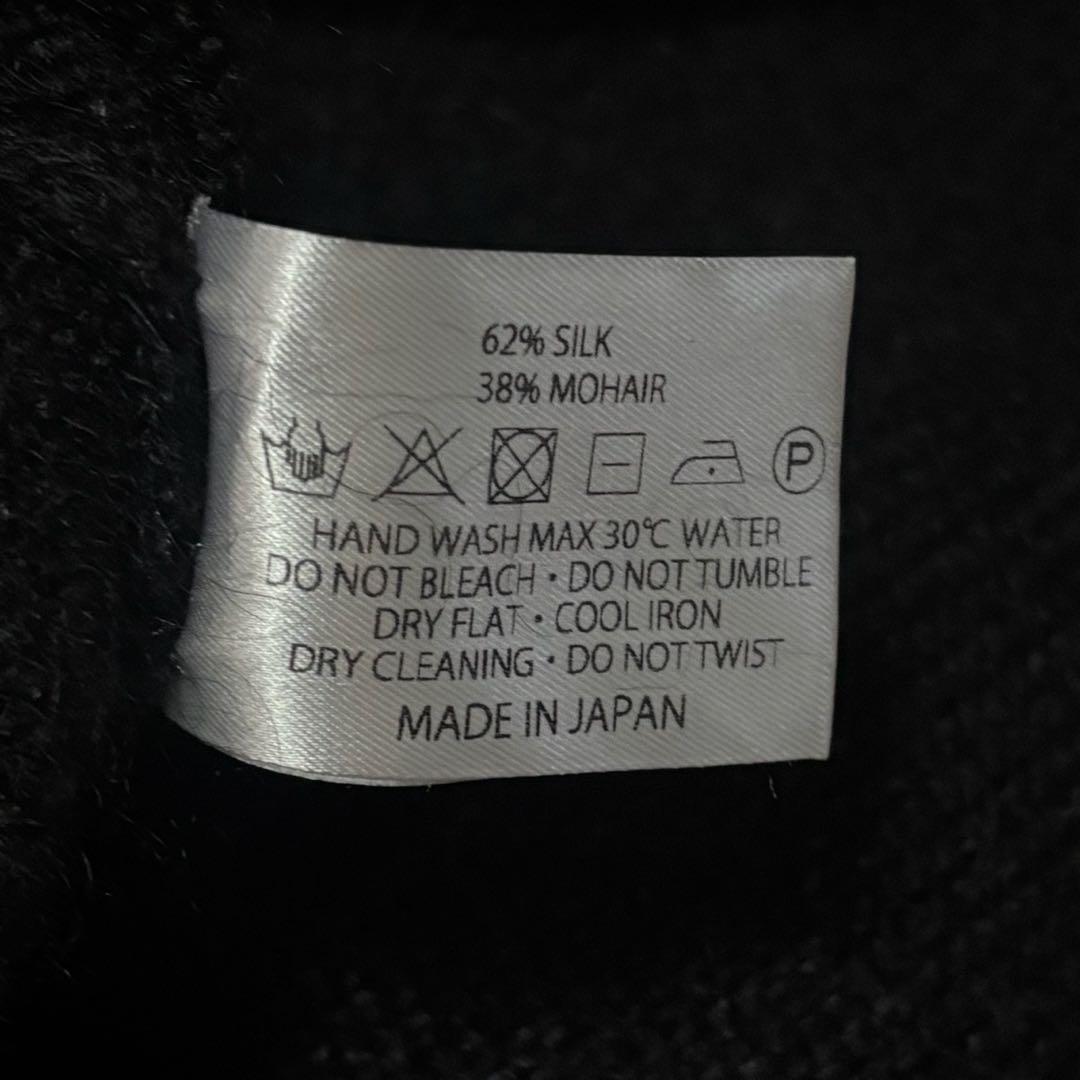 62% SILK
38% MOHAIR
P
HAND WASH MAX 30℃ WATER
DO NOT BLEACH・DO NOT TUMBLE
DRY FLAT・COOL IRON
DRY CLEANING・DO NOT TWIST
MADE IN JAPAN